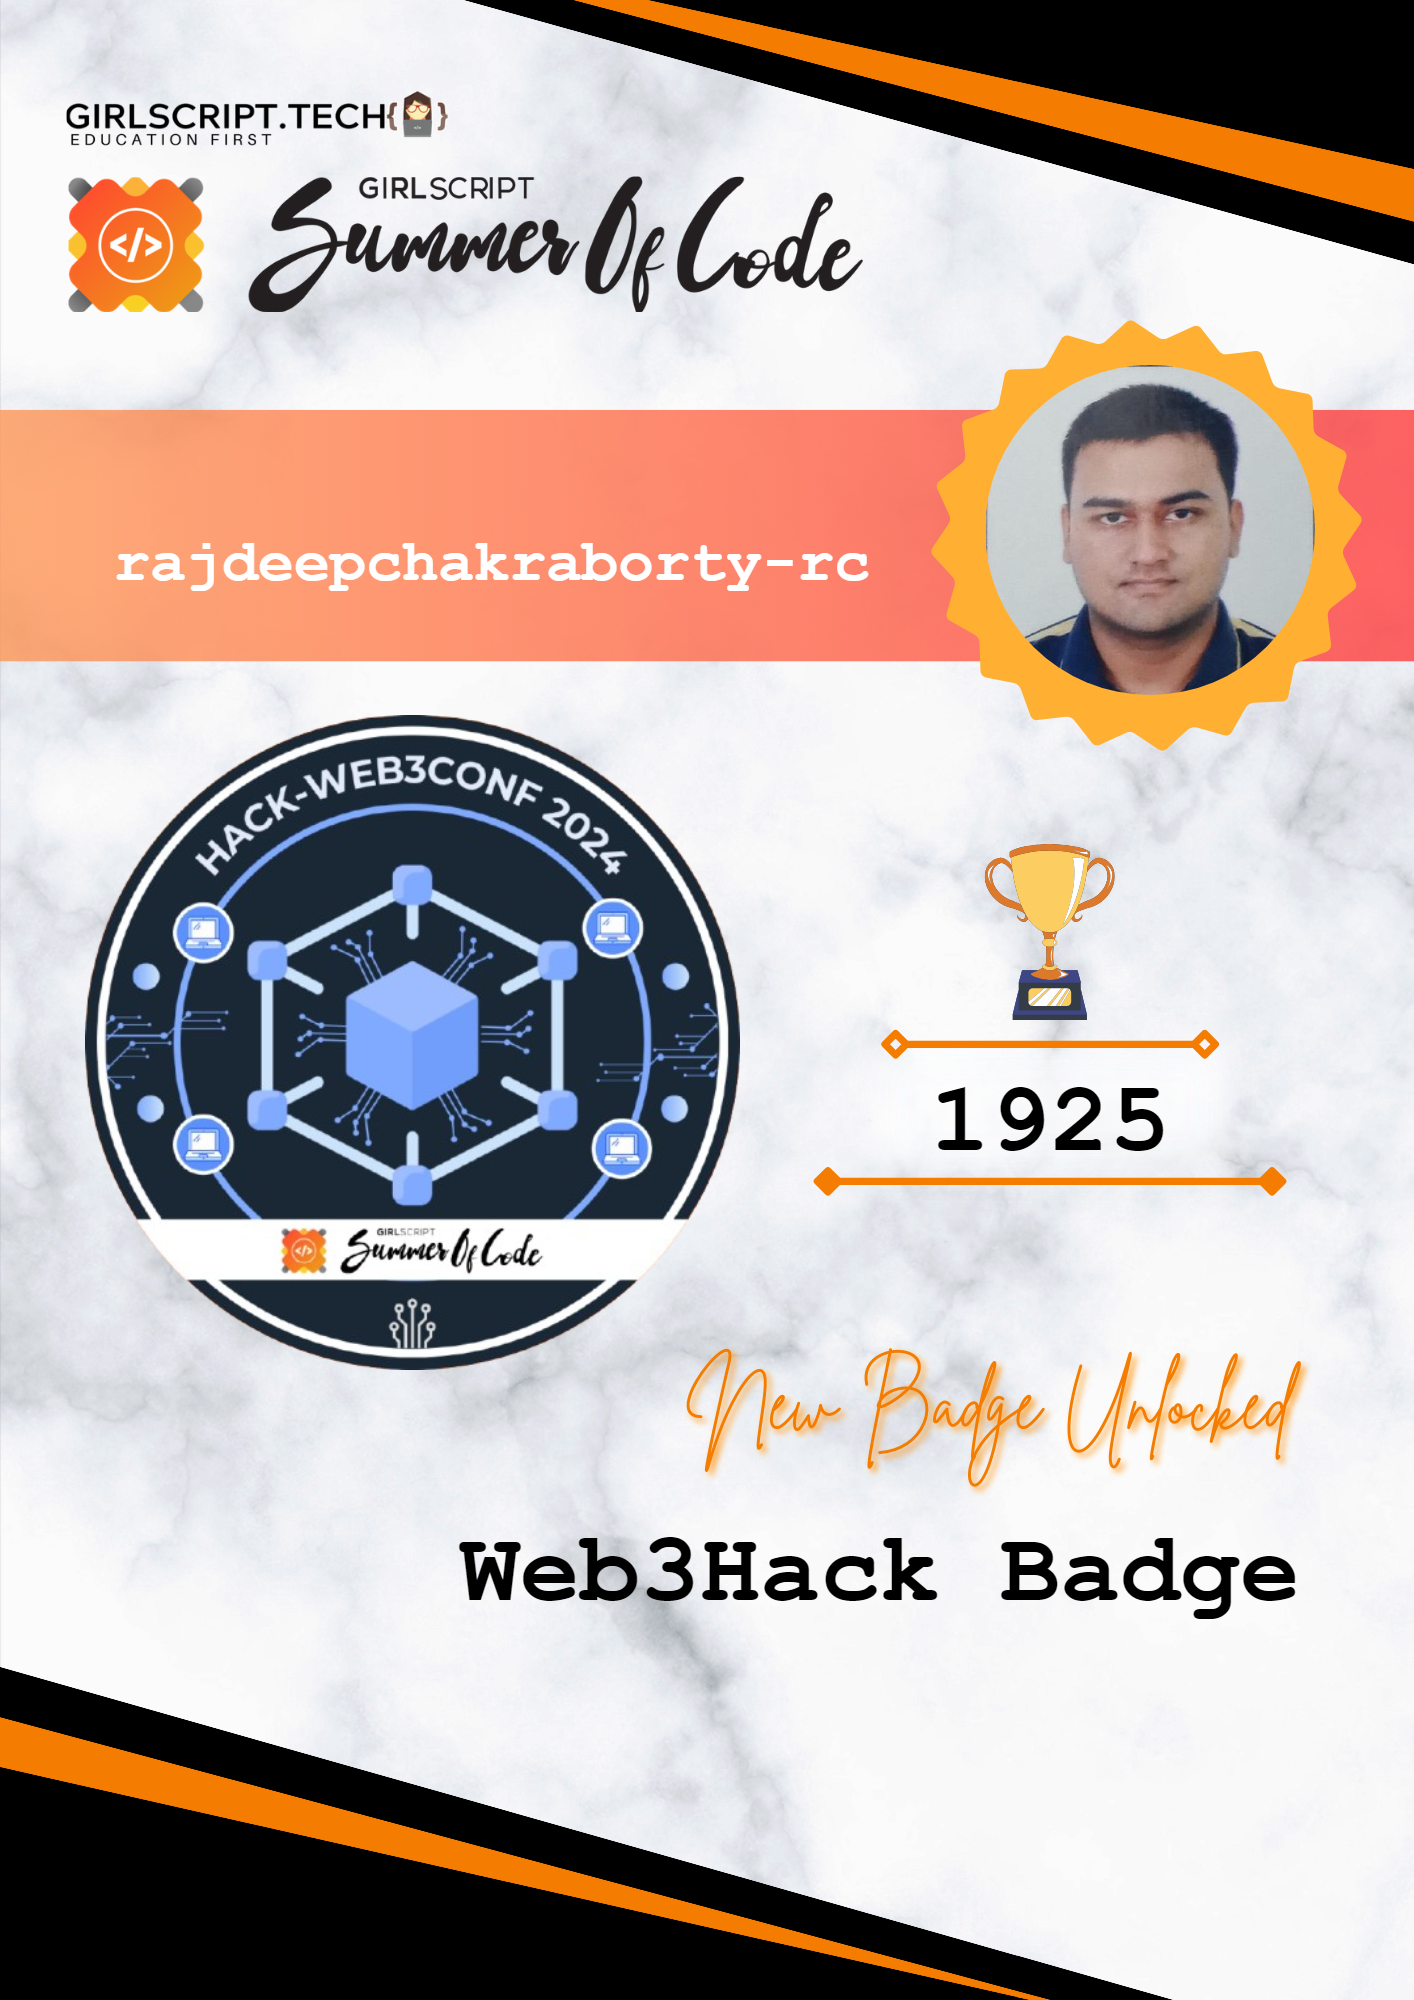 GIRLSCRIPT.TECH{ }
EDUCATION FIRST
</>
GIRLSCRIPT
Summer Of Code
rajdeepchakraborty-rc
HACK-WEB3CONF 2024
1925
</>
GIRLSCRIPT
Summer Of Code
New Badge Unlocked
Web3Hack Badge